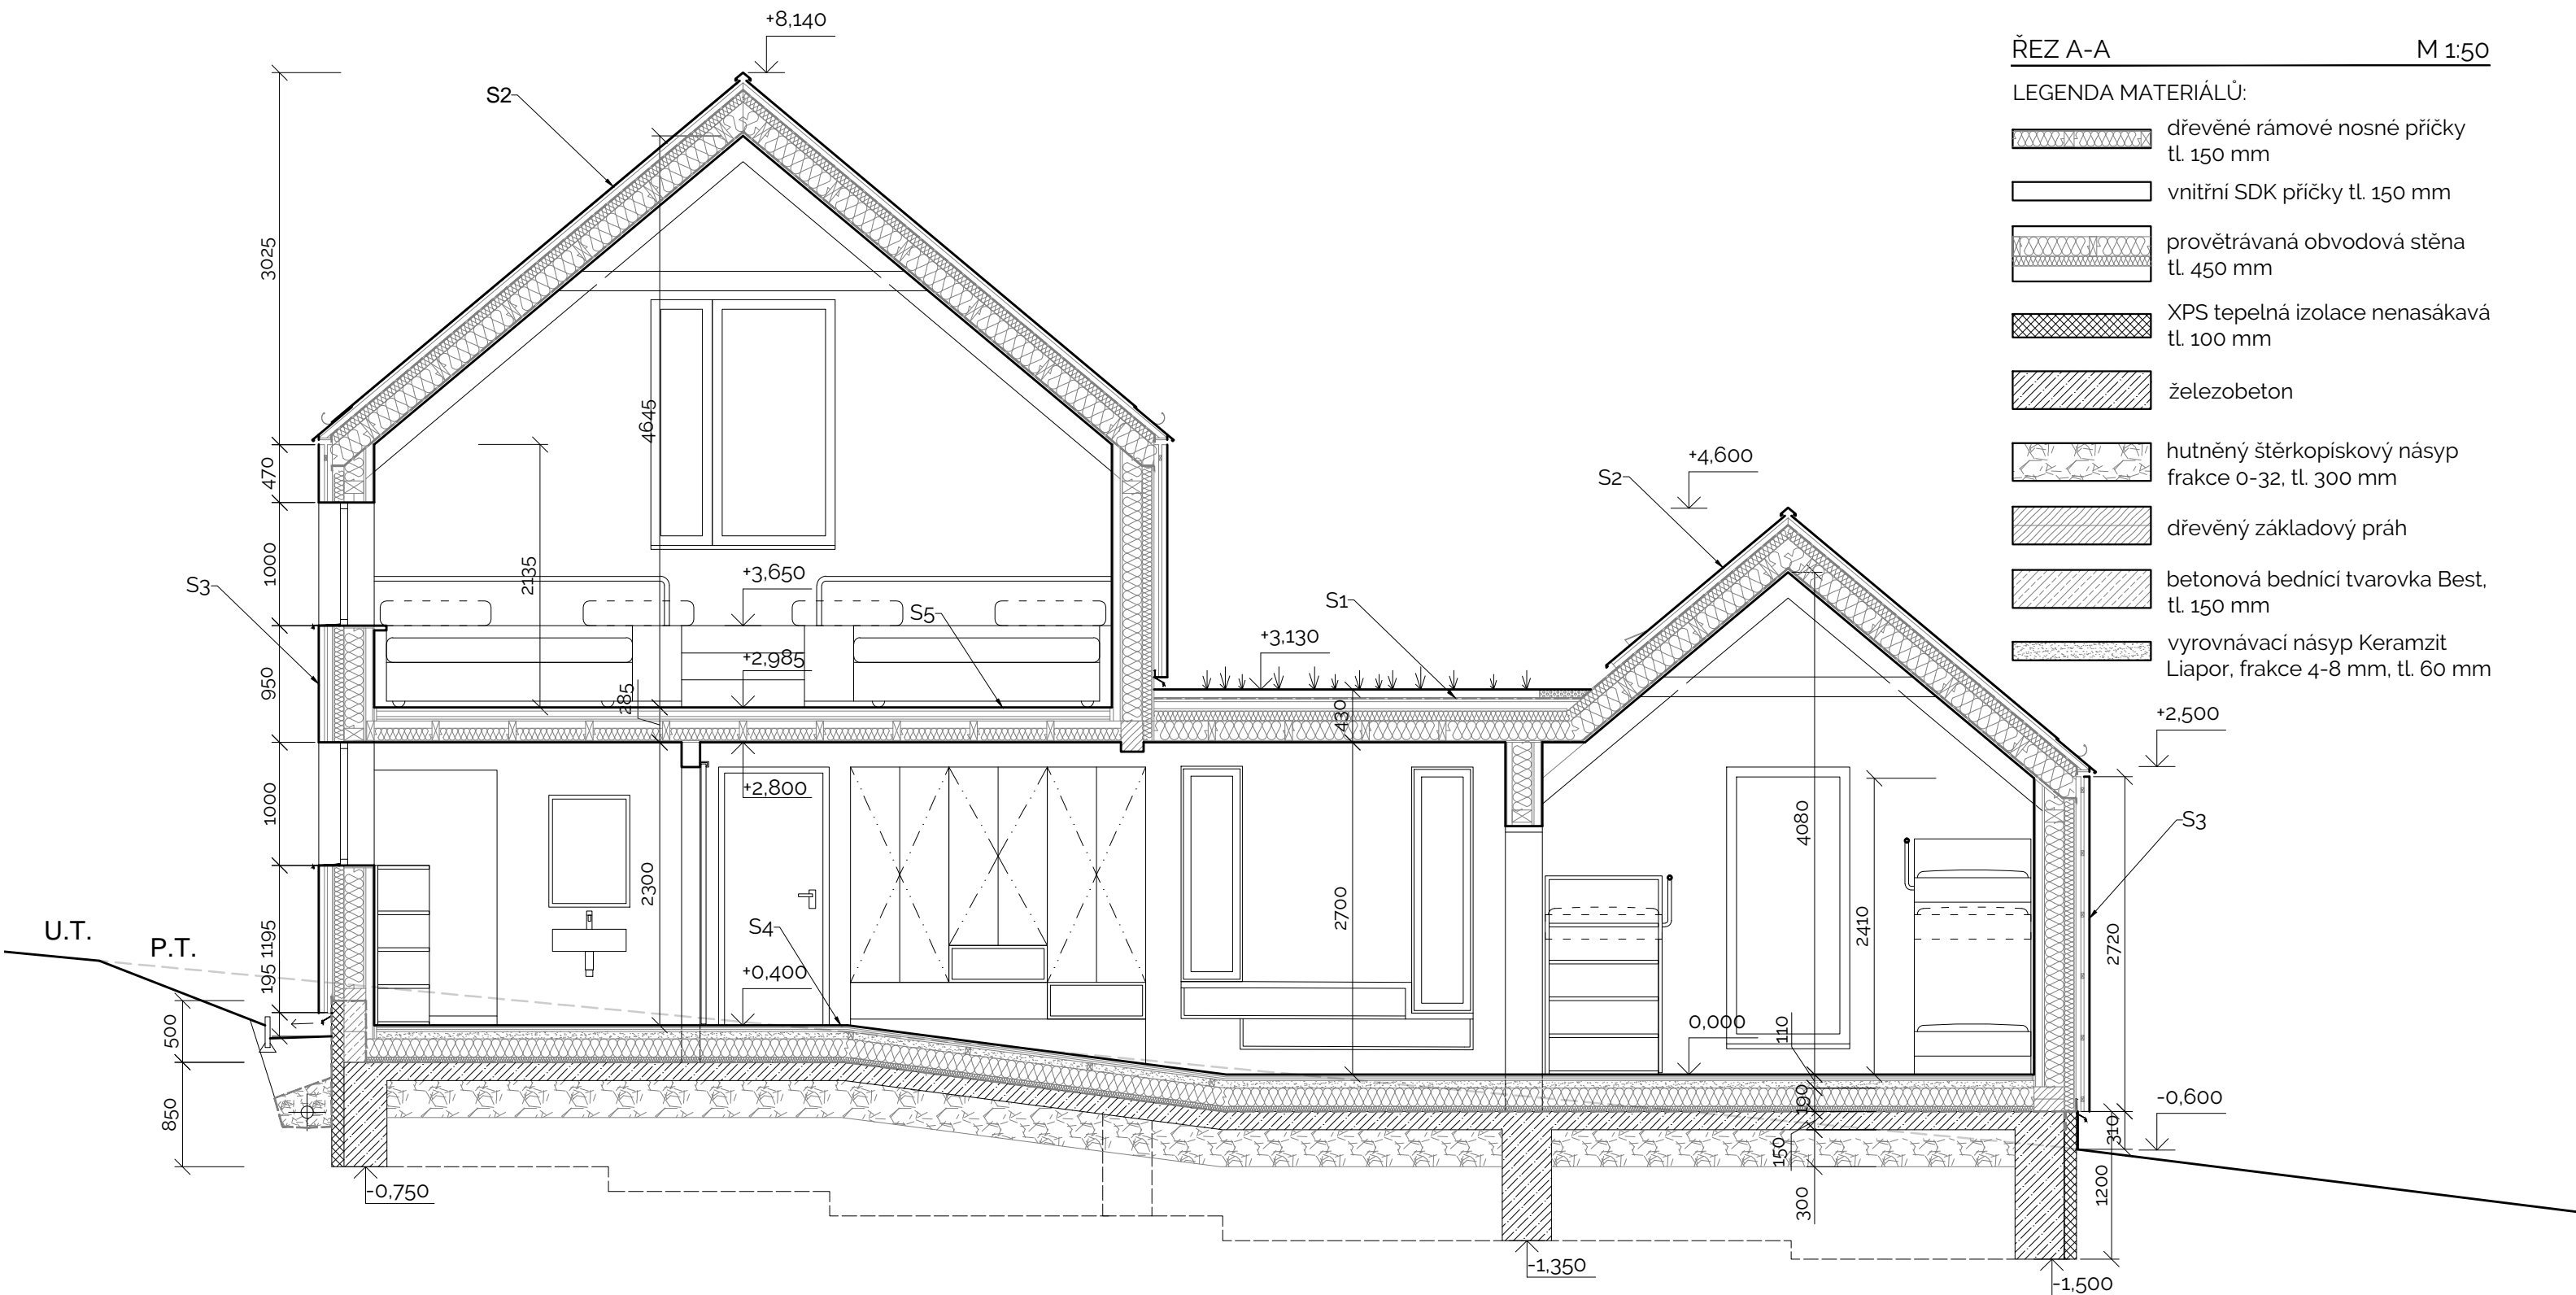 ŘEZ A-A M 1:50
LEGENDA MATERIÁLŮ:
dřevěné rámové nosné příčky
tl. 150 mm
vnitřní SDK příčky tl. 150 mm
provětrávaná obvodová stěna
tl. 450 mm
XPS tepelná izolace nenasákavá
tl. 100 mm
železobeton
hutněný štěrkopískový násyp
frakce 0-32, tl. 300 mm
dřevěný základový práh
betonová bednící tvarovka Best,
tl. 150 mm
vyrovnávací násyp Keramzit
Liapor, frakce 4-8 mm, tl. 60 mm
+8,140
S2
3025
4645
470
1000
2135
S3
+3,650
S5
950
+2,985
285
+2,800
1000
2300
1195
195
500
850
U.T.
P.T.
S4
+0,400
-0,750
S1
+3,130
430
2700
S2
+4,600
4080
2410
0,000
110
190
150
300
-1,350
+2,500
S3
2720
-0,600
310
1200
-1,500